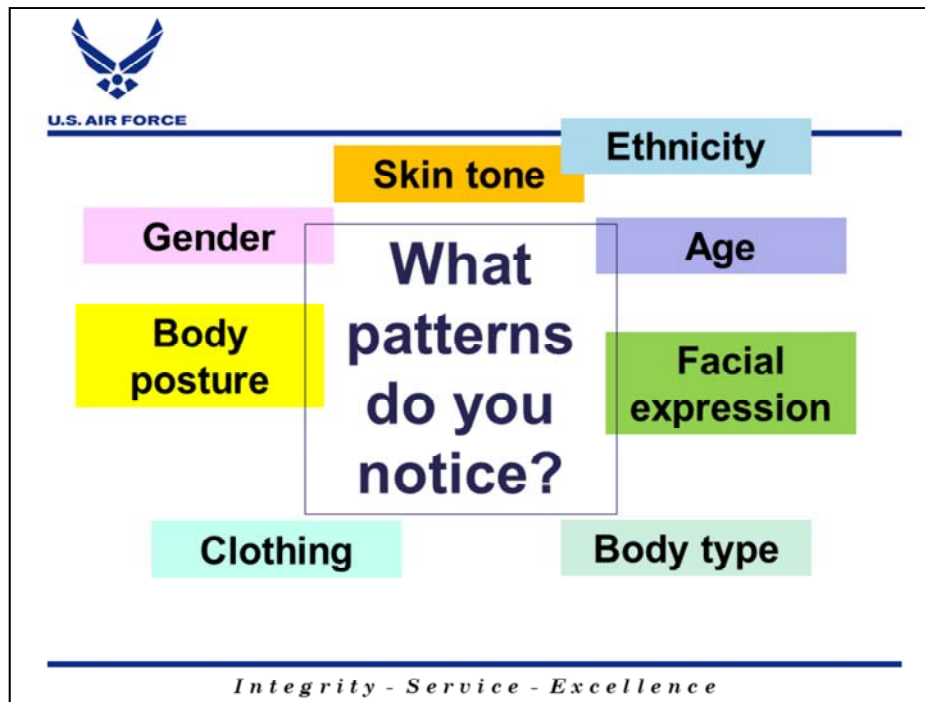 U.S. AIR FORCE
Ethnicity
Skin tone
Gender
Age
What
patterns
do you
notice?
Body
posture
Facial
expression
Clothing
Body type
Integrity - Service - Excellence